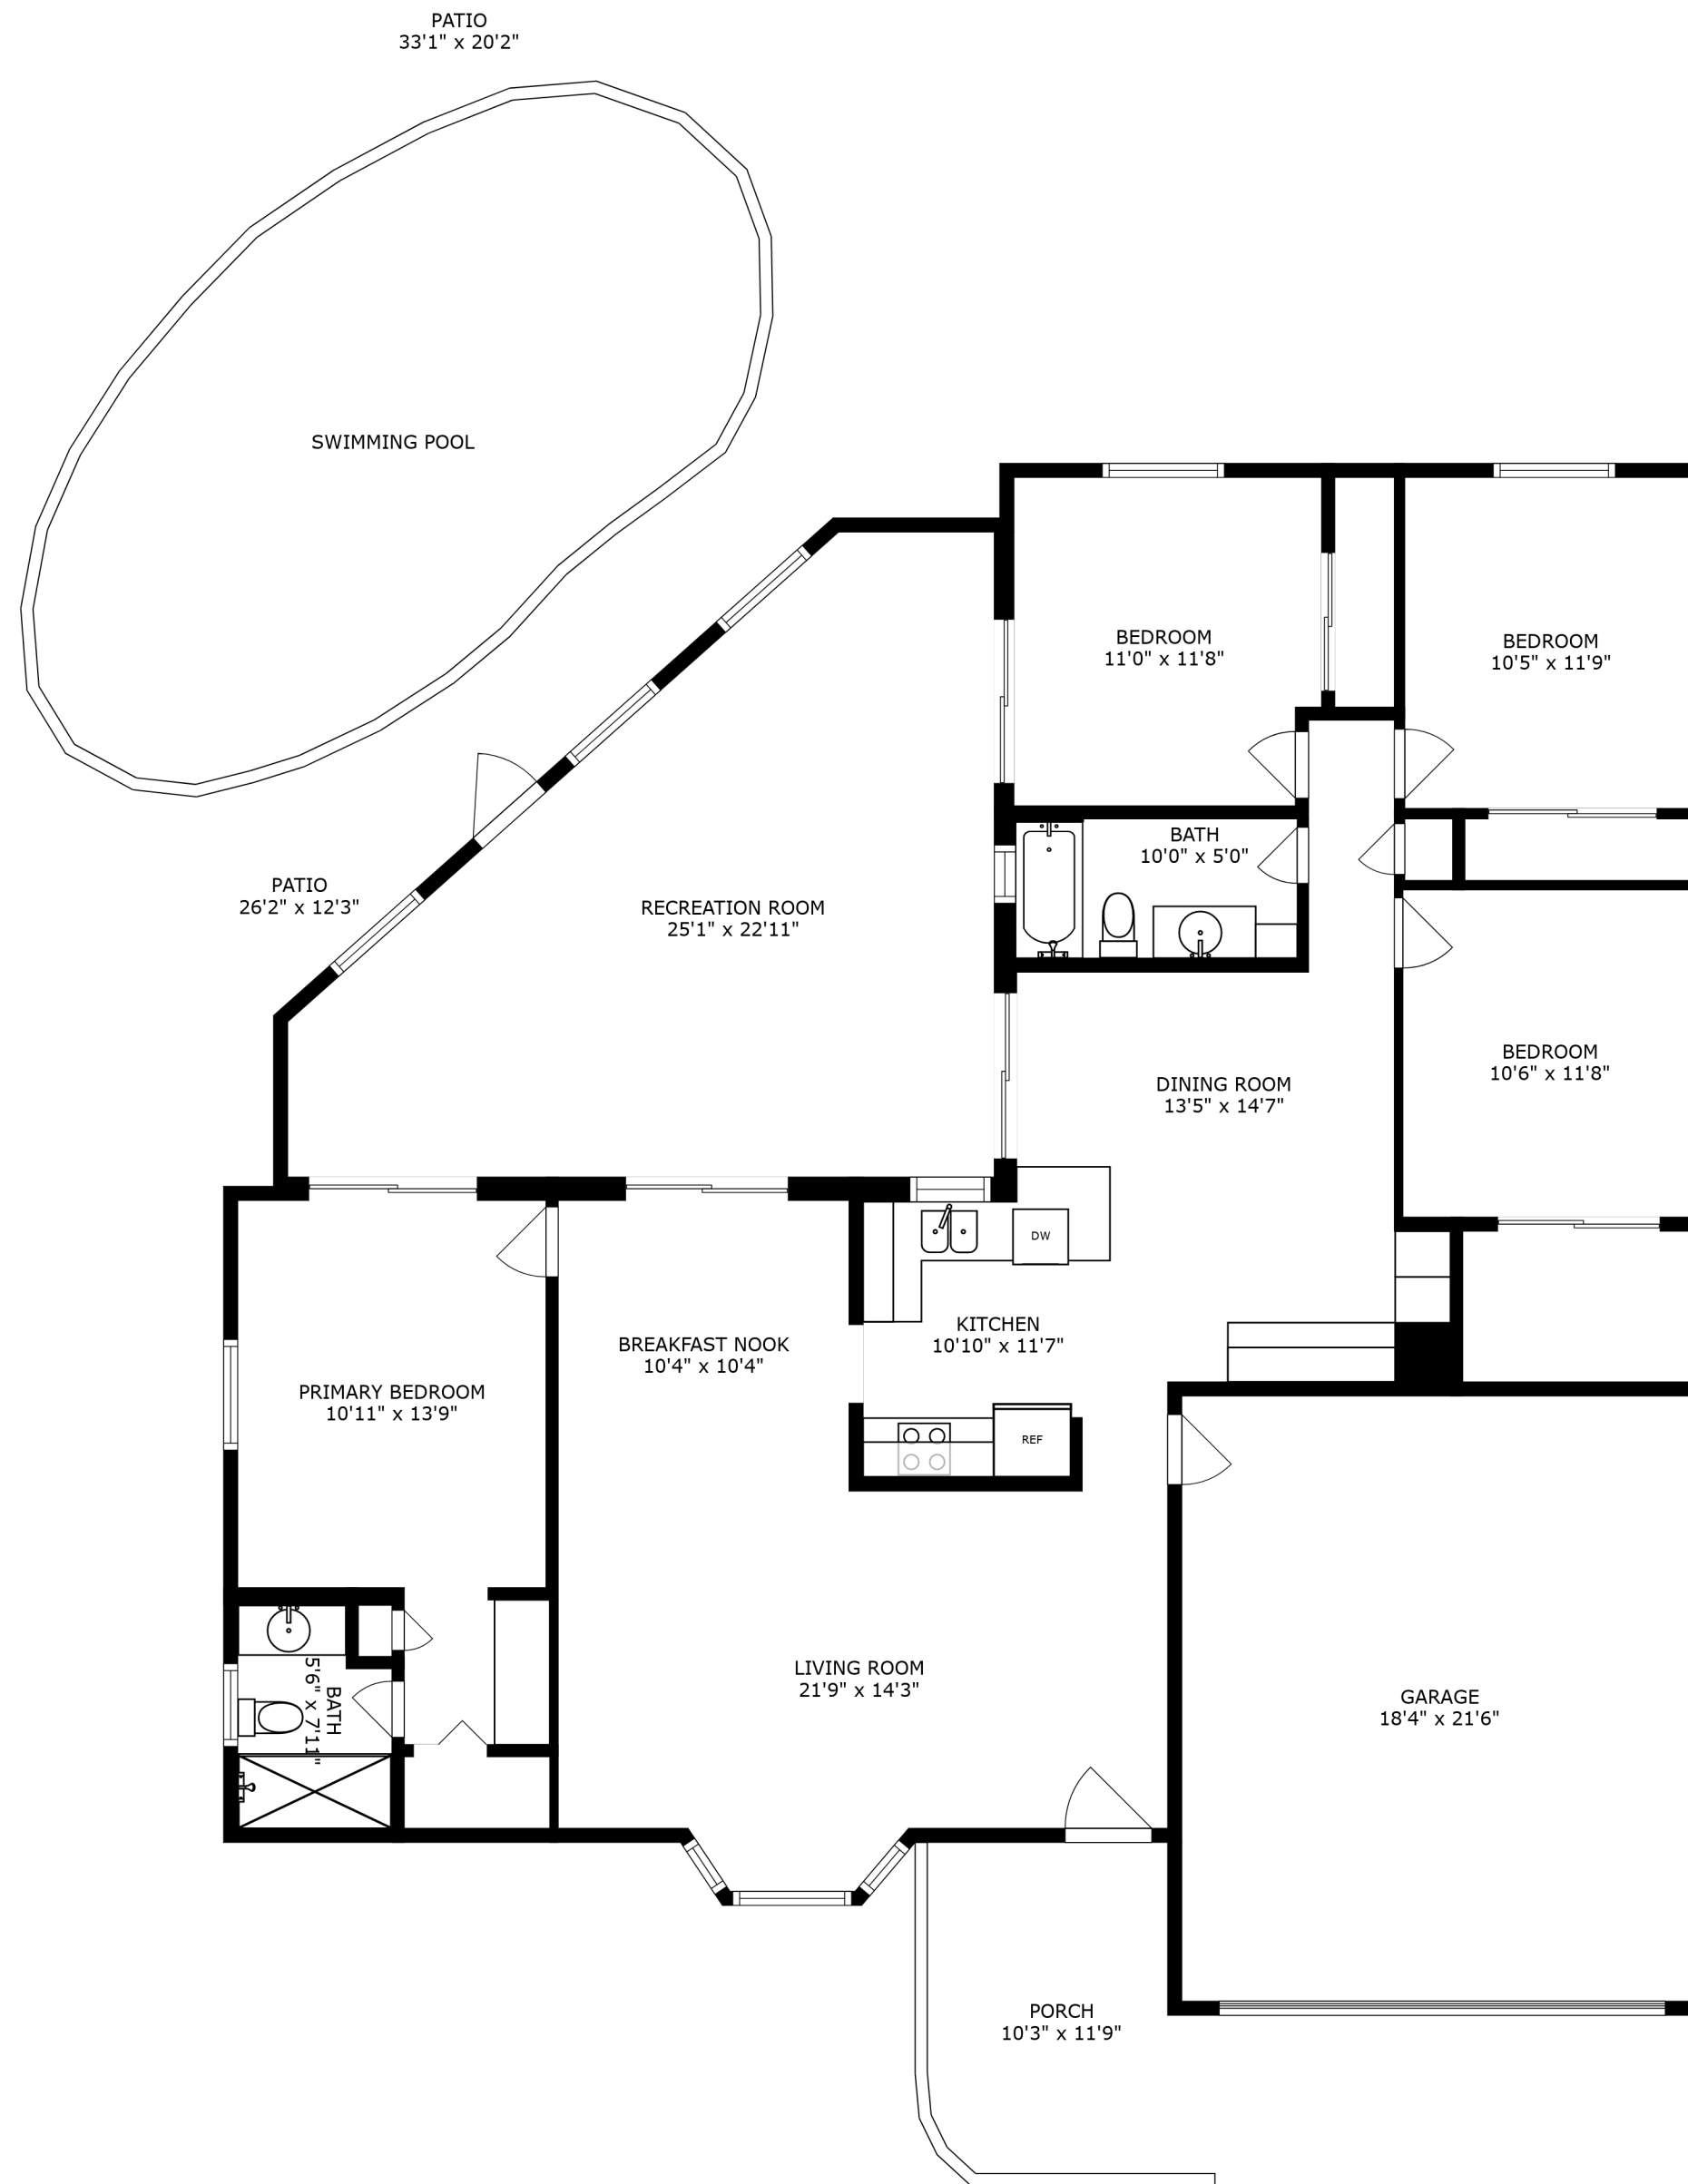 PATIO
33'1" x 20'2"
SWIMMING POOL
BEDROOM
11'0" x 11'8"
BEDROOM
10'5" x 11'9"
BATH
10'0" x 5'0"
PATIO
26'2" x 12'3"
RECREATION ROOM
25'1" x 22'11"
BEDROOM
10'6" x 11'8"
DINING ROOM
13'5" x 14'7"
DW
KITCHEN
10'10" x 11'7"
BREAKFAST NOOK
10'4" x 10'4"
PRIMARY BEDROOM
10'11" x 13'9"
REF
LIVING ROOM
21'9" x 14'3"
BATH
5'6" x 7'11"
GARAGE
18'4" x 21'6"
PORCH
10'3" x 11'9"